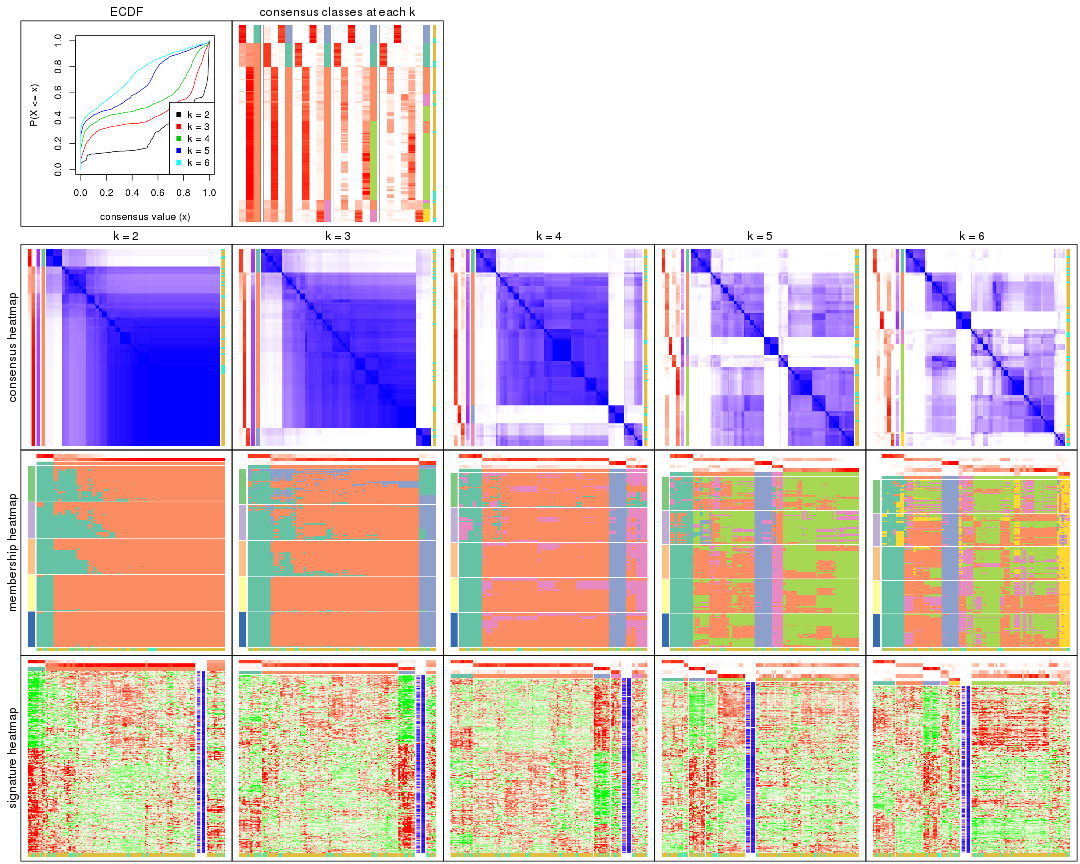 ECDF
consensus classes at each k
P(X <= x)
0.0 0.2 0.4 0.6 0.8 1.0
k = 2
k = 3
k = 4
k = 5
k = 6
0.0 0.2 0.4 0.6 0.8 1.0
consensus value (x)
k = 2
k = 3
k = 4
k = 5
k = 6
consensus heatmap
membership heatmap
signature heatmap